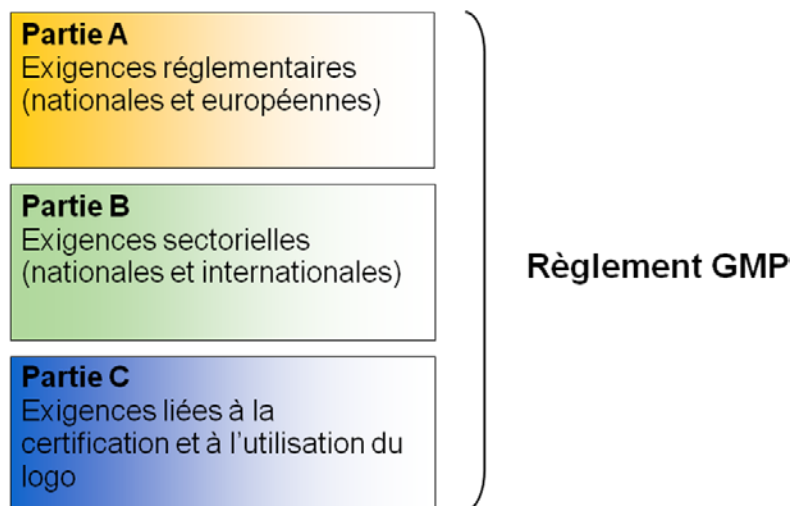 Partie A
Exigences réglementaires
(nationales et européennes)
Partie B
Exigences sectorielles
(nationales et internationales)
Partie C
Exigences liées à la
certification et à l'utilisation du
logo
Règlement GMP